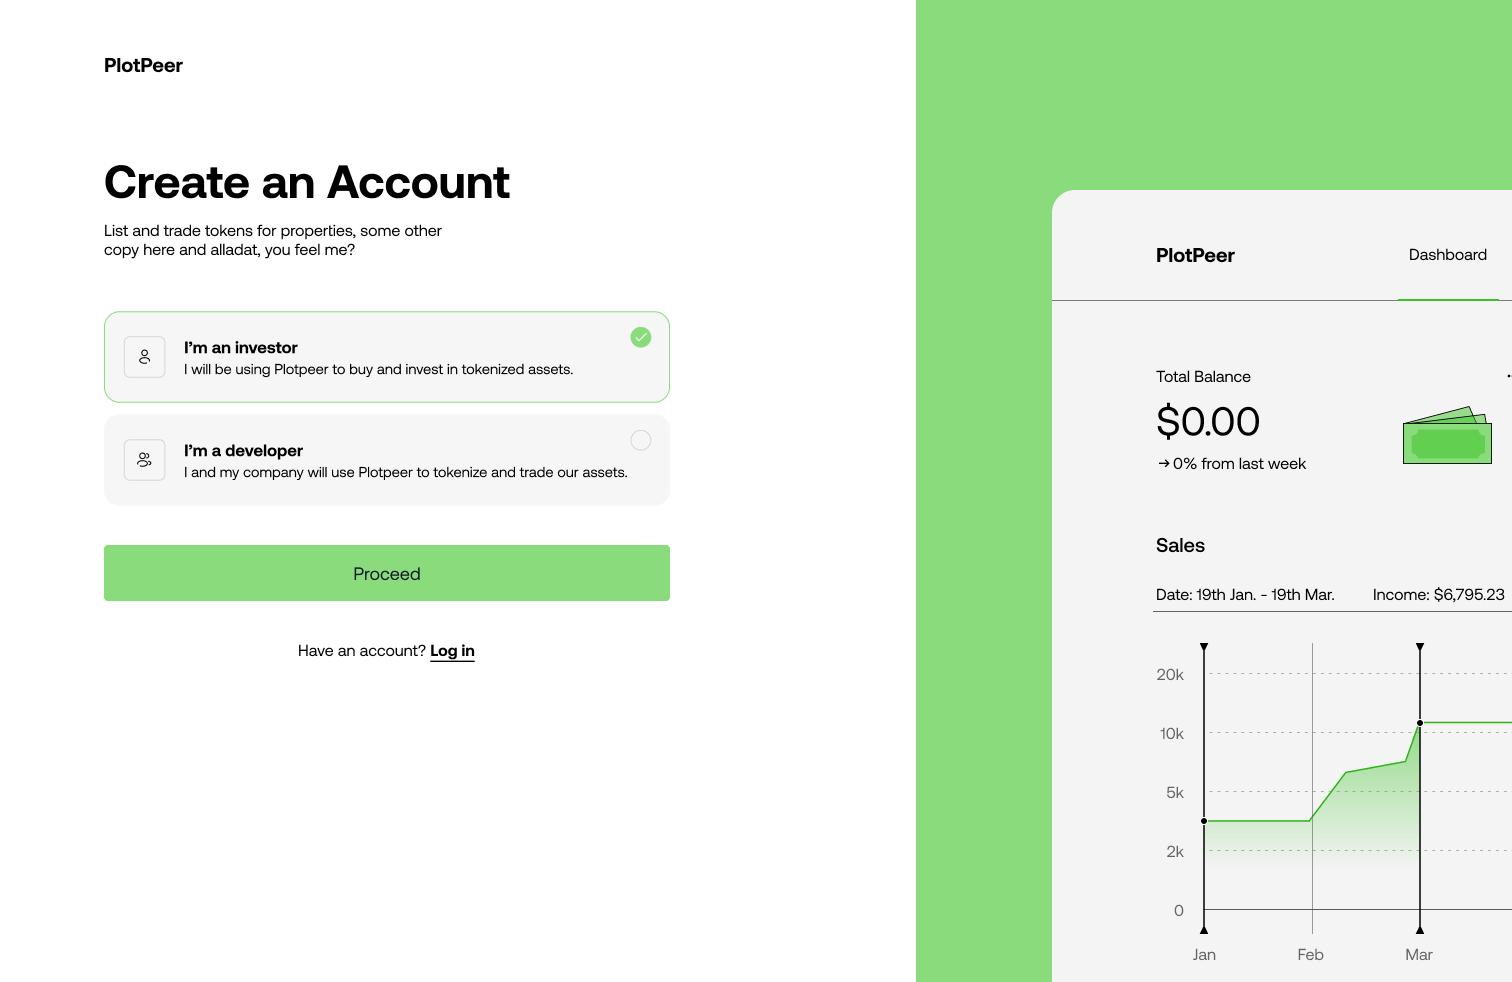 PlotPeer
Create an Account
List and trade tokens for properties, some other
copy here and alladat, you feel me?
I'm an investor
I will be using Plotpeer to buy and invest in tokenized assets.
I'm a developer
I and my company will use Plotpeer to tokenize and trade our assets.
Proceed
Have an account? Log in
PlotPeer
Dashboard
Total Balance
$0.00
→ 0% from last week
Sales
Date: 19th Jan. - 19th Mar.
Income: $6,795.23
20k
10k
5k
2k
0
Jan
Feb
Mar